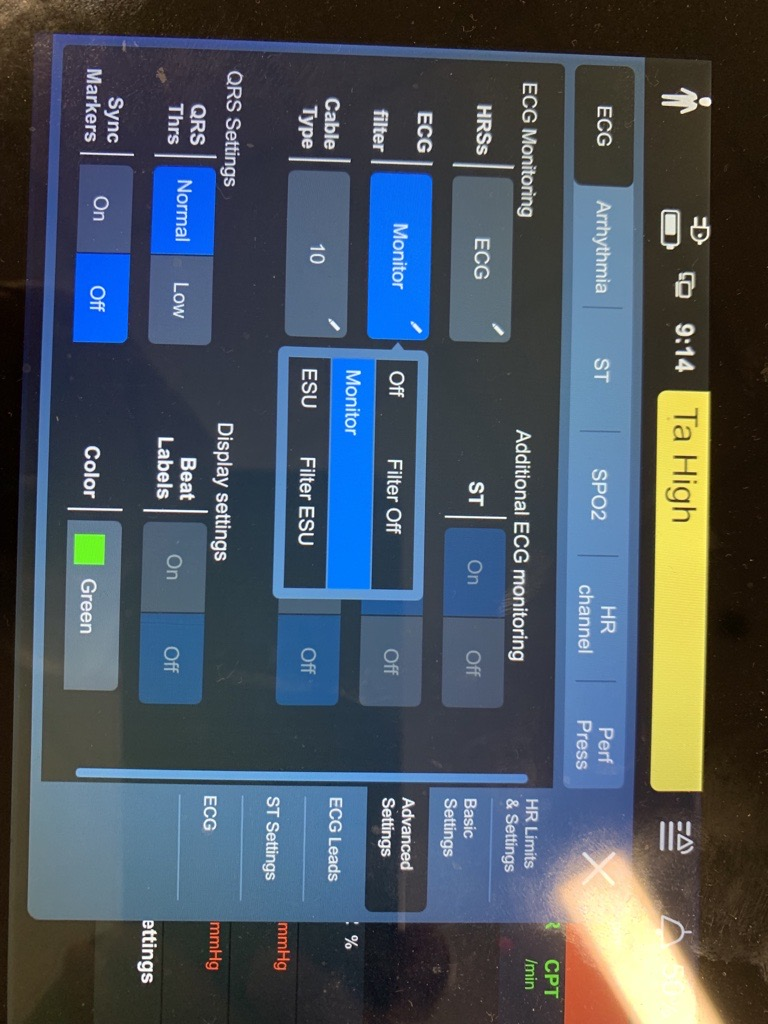 9:14
Ta High
ECG
Arrhythmia
ST
SPO2
HR
channel
Perf
Press
ECG Monitoring
Additional ECG monitoring
HRSs
ECG
ST
On
Off
ECG
filter
Monitor
Off
Filter Off
Monitor
ESU
Filter ESU
Off
Cable
Type
10
Off
QRS Settings
Display settings
QRS
Thrs
Normal
Low
Beat
Labels
On
Off
Sync
Markers
On
Off
Color
Green
HR Limits
& Settings
Basic
Settings
Advanced
Settings
ECG Leads
ST Settings
ECG
CPT
/min
%
mmHg
mmHg
ettings